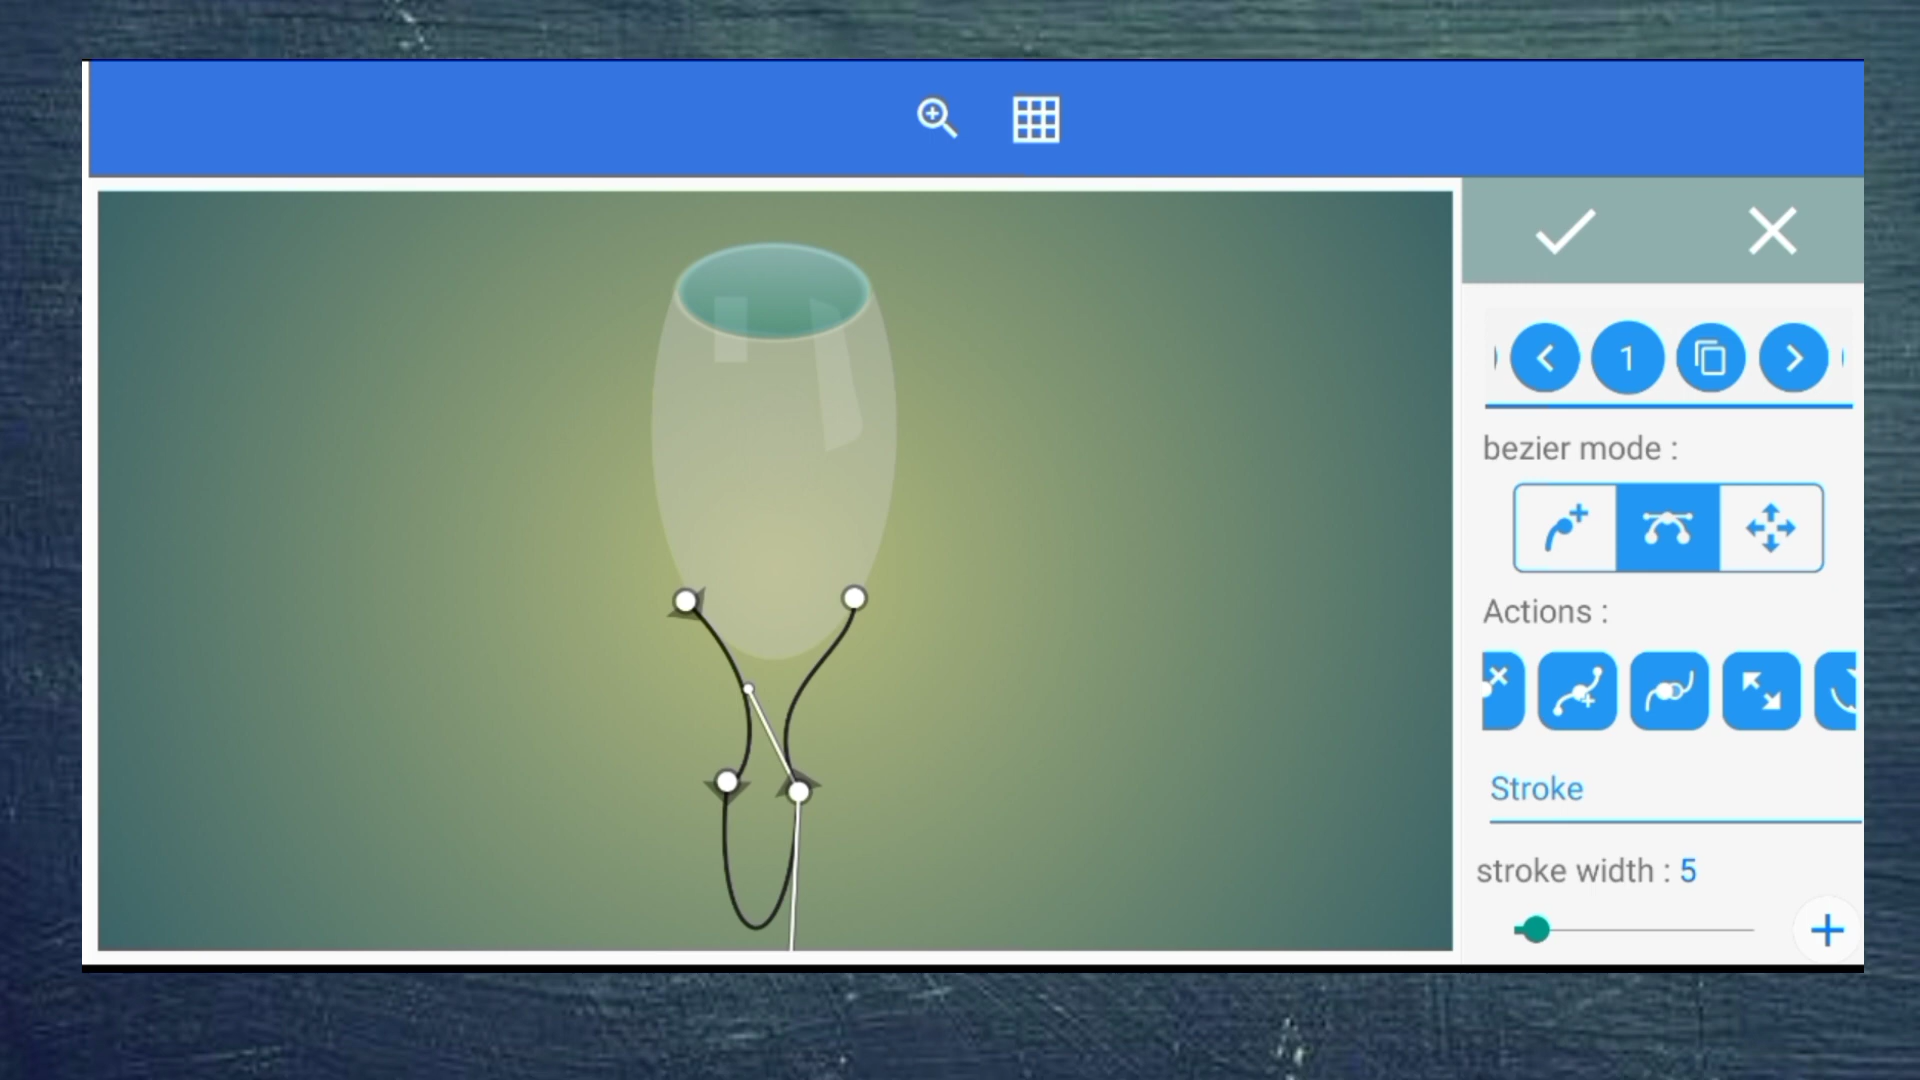 1
bezier mode :
Actions :
Stroke
stroke width : 5